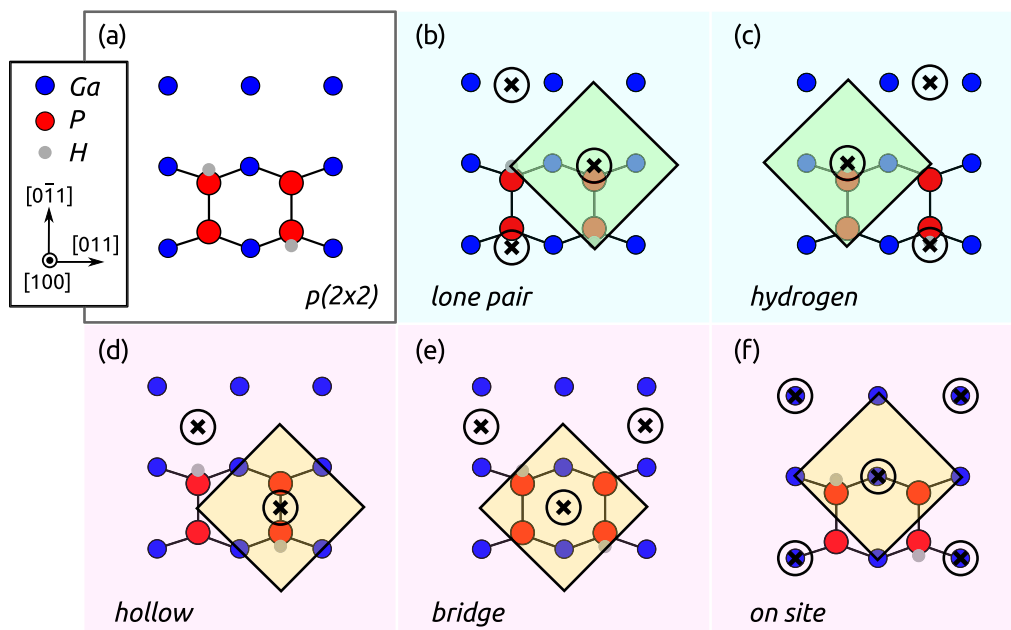 (a)
(b)
(c)
Ga
P
H
[01̄1]
[011]
[100]
p(2x2)
lone pair
hydrogen
(d)
(e)
(f)
hollow
bridge
on site